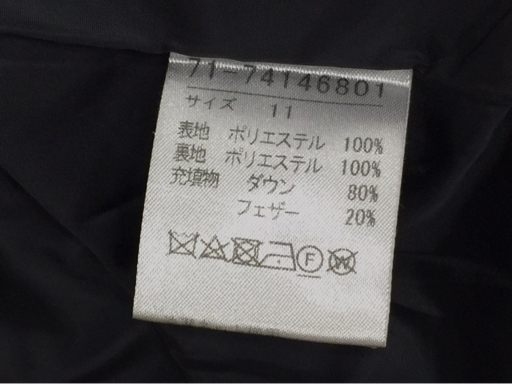 71-74146801
サイズ 11
表地 ポリエステル 100%
裏地 ポリエステル 100%
充填物 ダウン 80%
フェザー 20%
F W